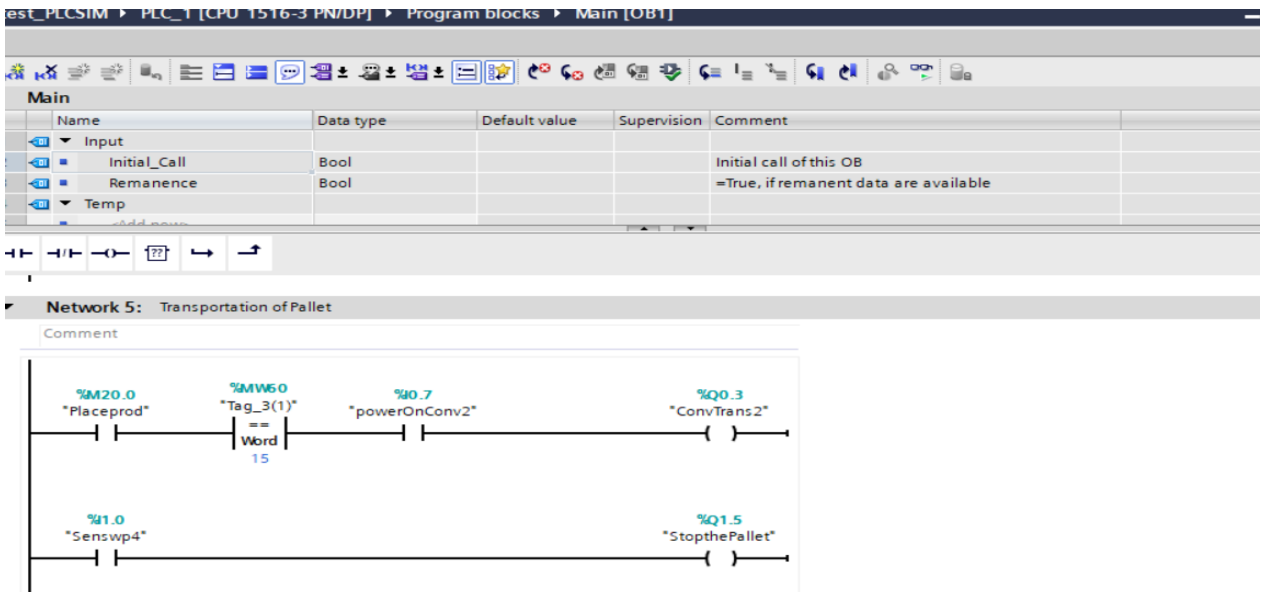 test_PLCSIM ▸ PLC_1 [CPU 1516-3 PN/DP] ▸ Program blocks ▸ Main [OB1]
Main
Name Data type Default value Supervision Comment
Input
Initial_Call Bool Initial call of this OB
Remanence Bool =True, if remanent data are available
Temp
<Add new>
??
Network 5: Transportation of Pallet
Comment
%M20.0 %MW60 %I0.7 %Q0.3
"Placeprod" "Tag_3(1)" "powerOnConv2" "ConvTrans2"
==
Word
15
%I1.0 %Q1.5
"Senswp4" "StopthePallet"